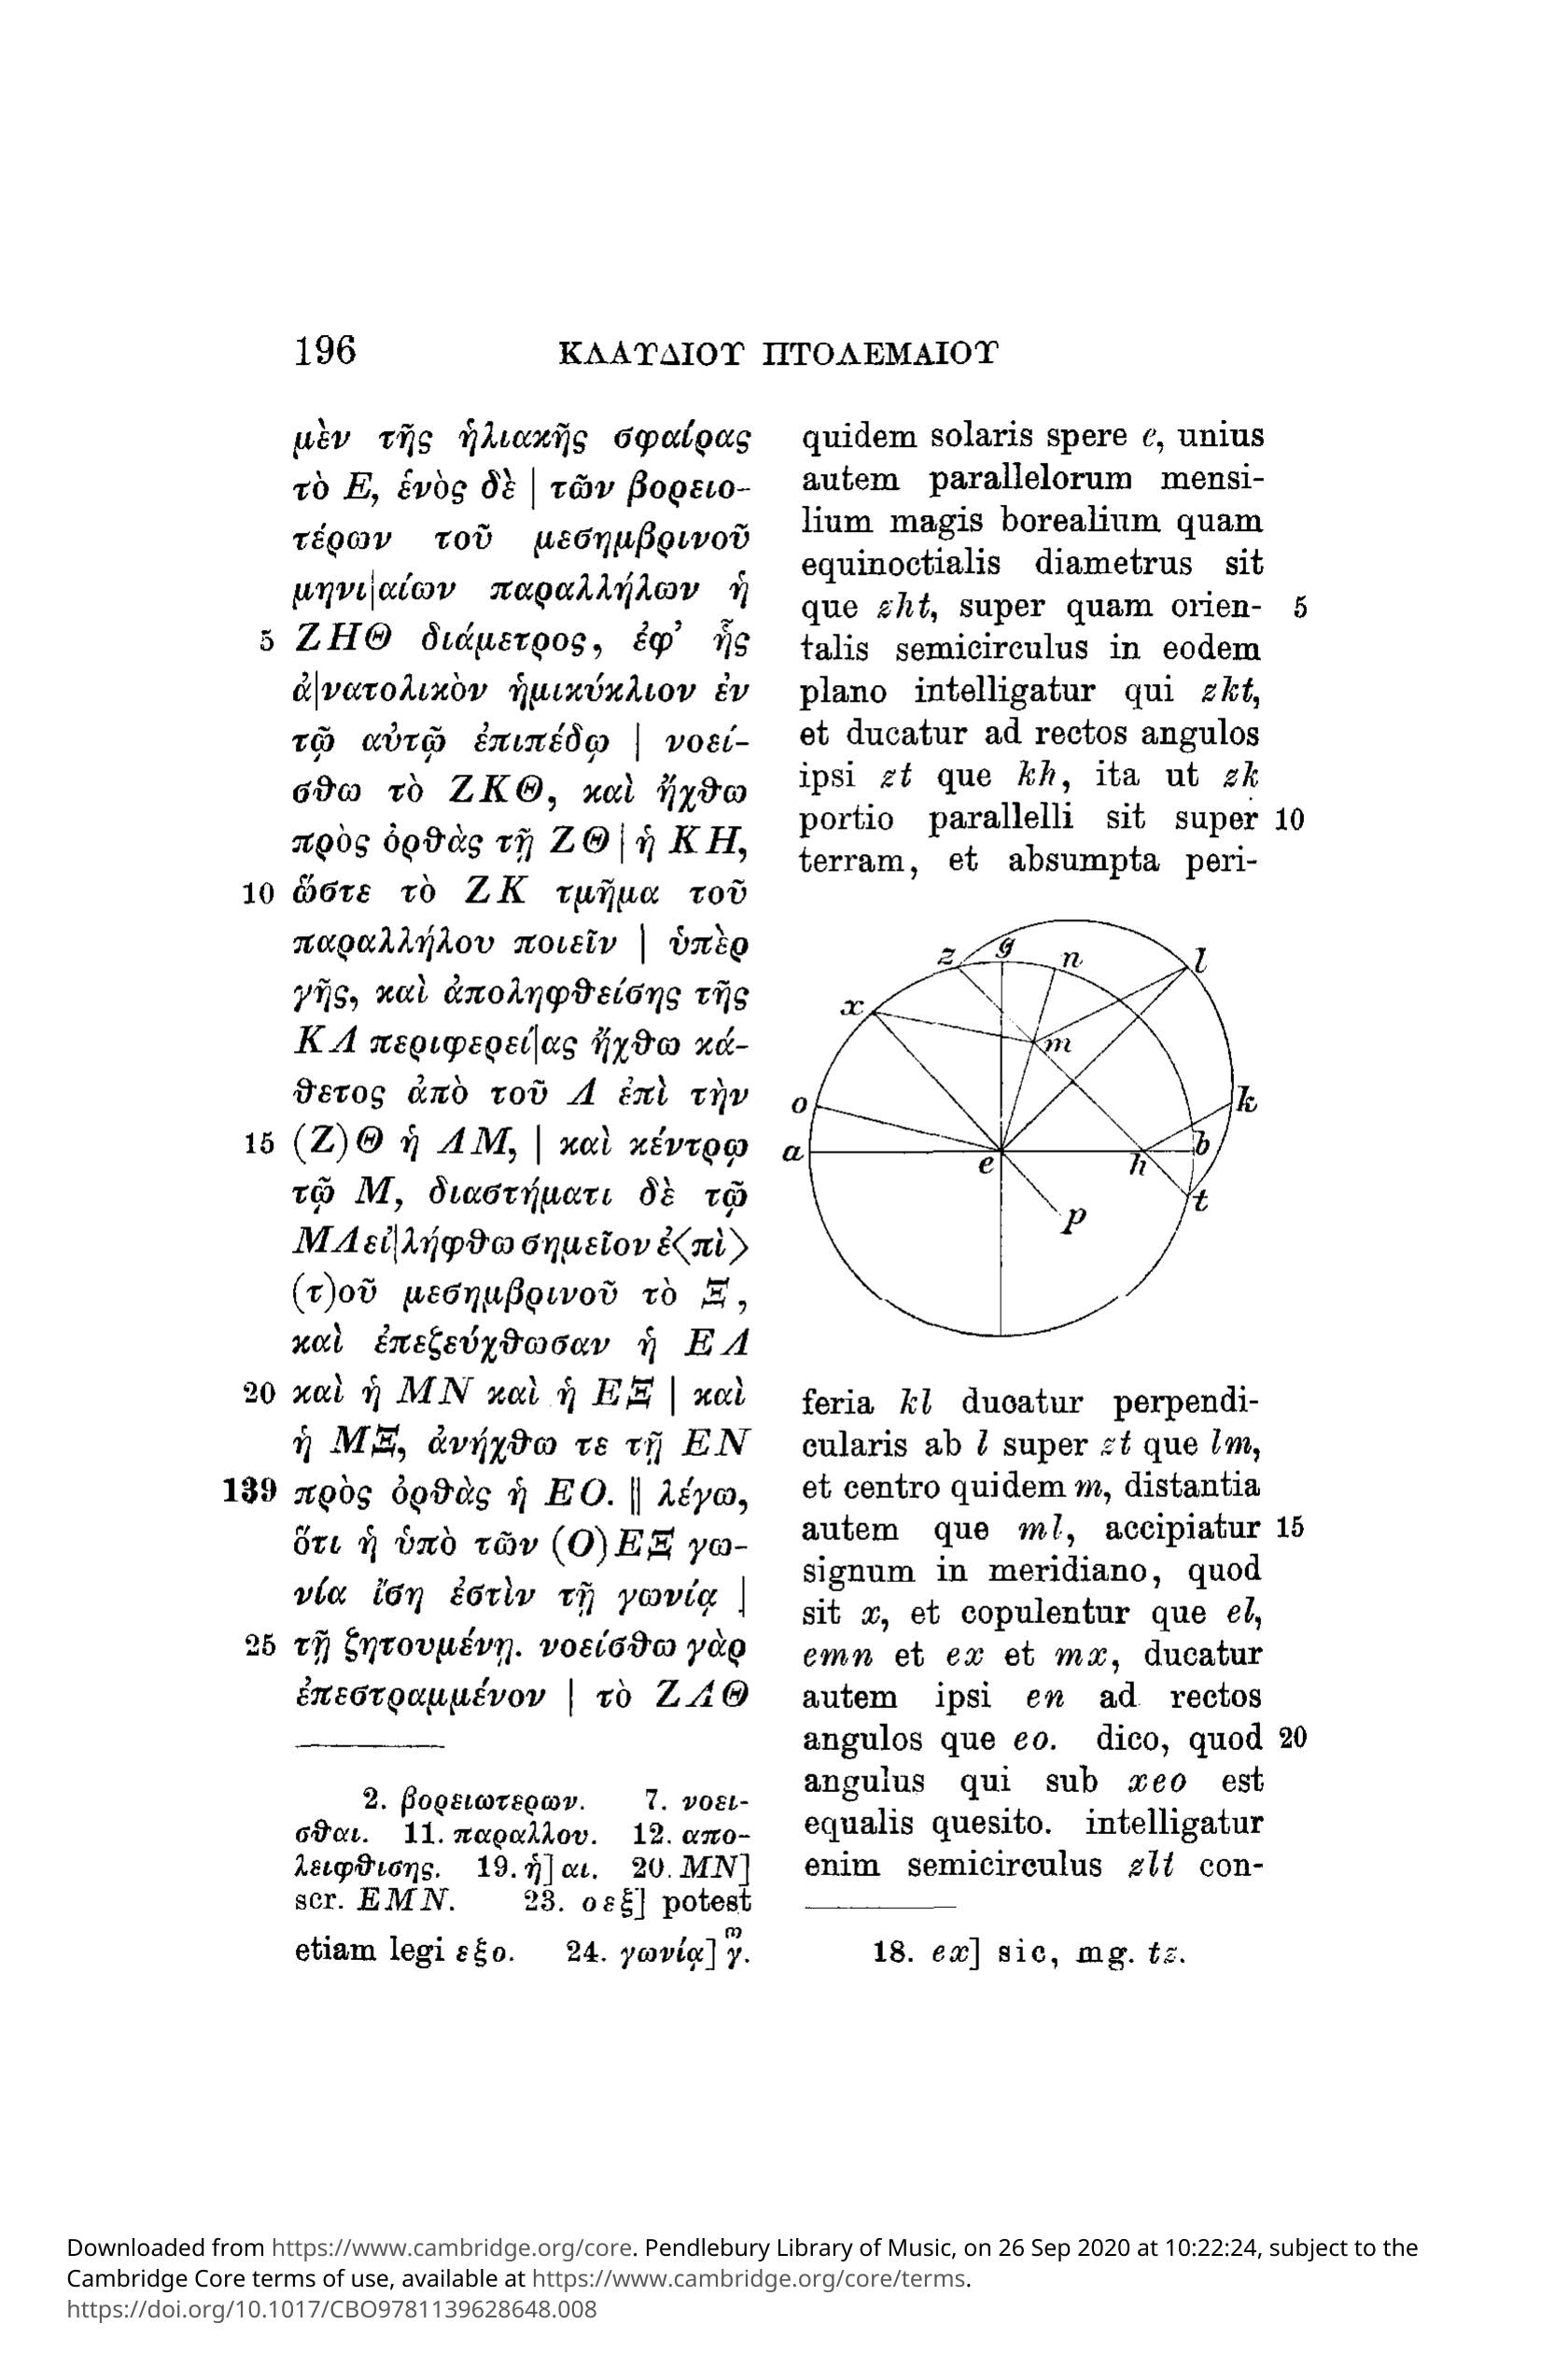 196 ΚΛΑΥΔΙΟΥ ΠΤΟΛΕΜΑΙΟΥ
μὲν τῆς ἡλιακῆς σφαίρας
τὸ Ε, ἑνὸς δὲ | τῶν βορειο-
τέρων τοῦ μεσημβρινοῦ
μηνι|αίων παραλλήλων ἡ
5 ΖΗΘ διάμετρος, ἐφ’ ἧς
ἀ|νατολικὸν ἡμικύκλιον ἐν
τῷ αὐτῷ ἐπιπέδῳ | νοεί-
σθω τὸ ΖΚΘ, καὶ ἤχθω
πρὸς ὀρθὰς τῇ ΖΘ | ἡ ΚΗ,
10 ὥστε τὸ ΖΚ τμῆμα τοῦ
παραλλήλου ποιεῖν | ὑπὲρ
γῆς, καὶ ἀποληφθείσης τῆς
ΚΛ περιφερεί|ας ἤχθω κά-
θετος ἀπὸ τοῦ Λ ἐπὶ τὴν
15 (Ζ)Θ ἡ ΛΜ, | καὶ κέντρῳ
τῷ Μ, διαστήματι δὲ τῷ
ΜΛ εἰ|λήφθω σημεῖον ἐ⟨πὶ⟩
(τ)οῦ μεσημβρινοῦ τὸ Ξ,
καὶ ἐπεζεύχθωσαν ἡ ΕΛ
20 καὶ ἡ ΜΝ καὶ ἡ ΕΞ | καὶ
ἡ ΜΞ, ἀνήχθω τε τῇ ΕΝ
139 πρὸς ὀρθὰς ἡ ΕΟ. || λέγω,
ὅτι ἡ ὑπὸ τῶν (Ο)ΕΞ γω-
νία ἴση ἐστὶν τῇ γωνίᾳ |
25 τῇ ζητουμένῃ. νοείσθω γὰρ
ἐπεστραμμένον | τὸ ΖΛΘ
2. βορειωτερων. 7. νοει-
σθαι. 11. παραλλου. 12. απο-
λειφθισης. 19. ἡ] αι. 20. ΜΝ]
scr. ΕΜΝ. 23. οεξ] potest
etiam legi εξο. 24. γωνίᾳ] γ̅.
quidem solaris spere e, unius
autem parallelorum mensi-
lium magis borealium quam
equinoctialis diametrus sit
que zht, super quam orien- 5
talis semicirculus in eodem
plano intelligatur qui zkt,
et ducatur ad rectos angulos
ipsi zt que kh, ita ut zk
portio parallelli sit super 10
terram, et absumpta peri-
z g n l
x
m
o k
a e h b
t
p
feria kl ducatur perpendi-
cularis ab l super zt que lm,
et centro quidem m, distantia
autem que ml, accipiatur 15
signum in meridiano, quod
sit x, et copulentur que el,
emn et ex et mx, ducatur
autem ipsi en ad rectos
angulos que eo. dico, quod 20
angulus qui sub xeo est
equalis quesito. intelligatur
enim semicirculus zlt con-
18. ex] sic, mg. tz.
Downloaded from https://www.cambridge.org/core. Pendlebury Library of Music, on 26 Sep 2020 at 10:22:24, subject to the
Cambridge Core terms of use, available at https://www.cambridge.org/core/terms.
https://doi.org/10.1017/CBO9781139628648.008